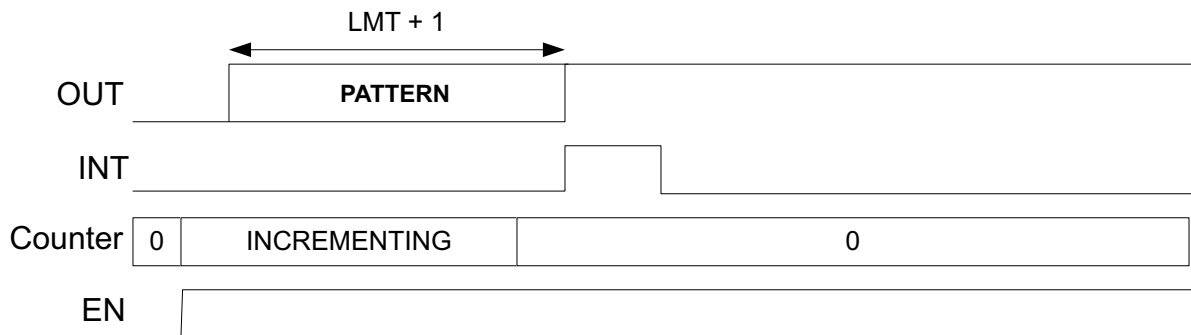 LMT + 1
OUT PATTERN
INT
Counter 0 INCREMENTING 0
EN